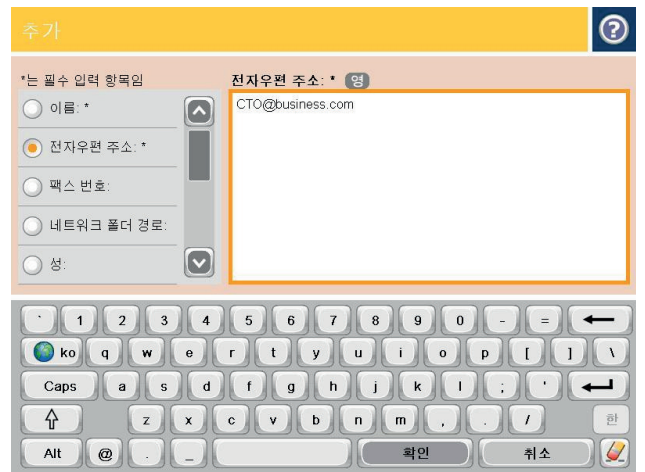 추가
?
*는 필수 입력 항목임
전자우편 주소: * 영
이름: *
CTO@business.com
전자우편 주소: *
팩스 번호:
네트워크 폴더 경로:
성:
` 1 2 3 4 5 6 7 8 9 0 - =
ko q w e r t y u i o p [ ] \
Caps a s d f g h j k l ; '
z x c v b n m , . / 한
Alt @ . _ 확인 취소